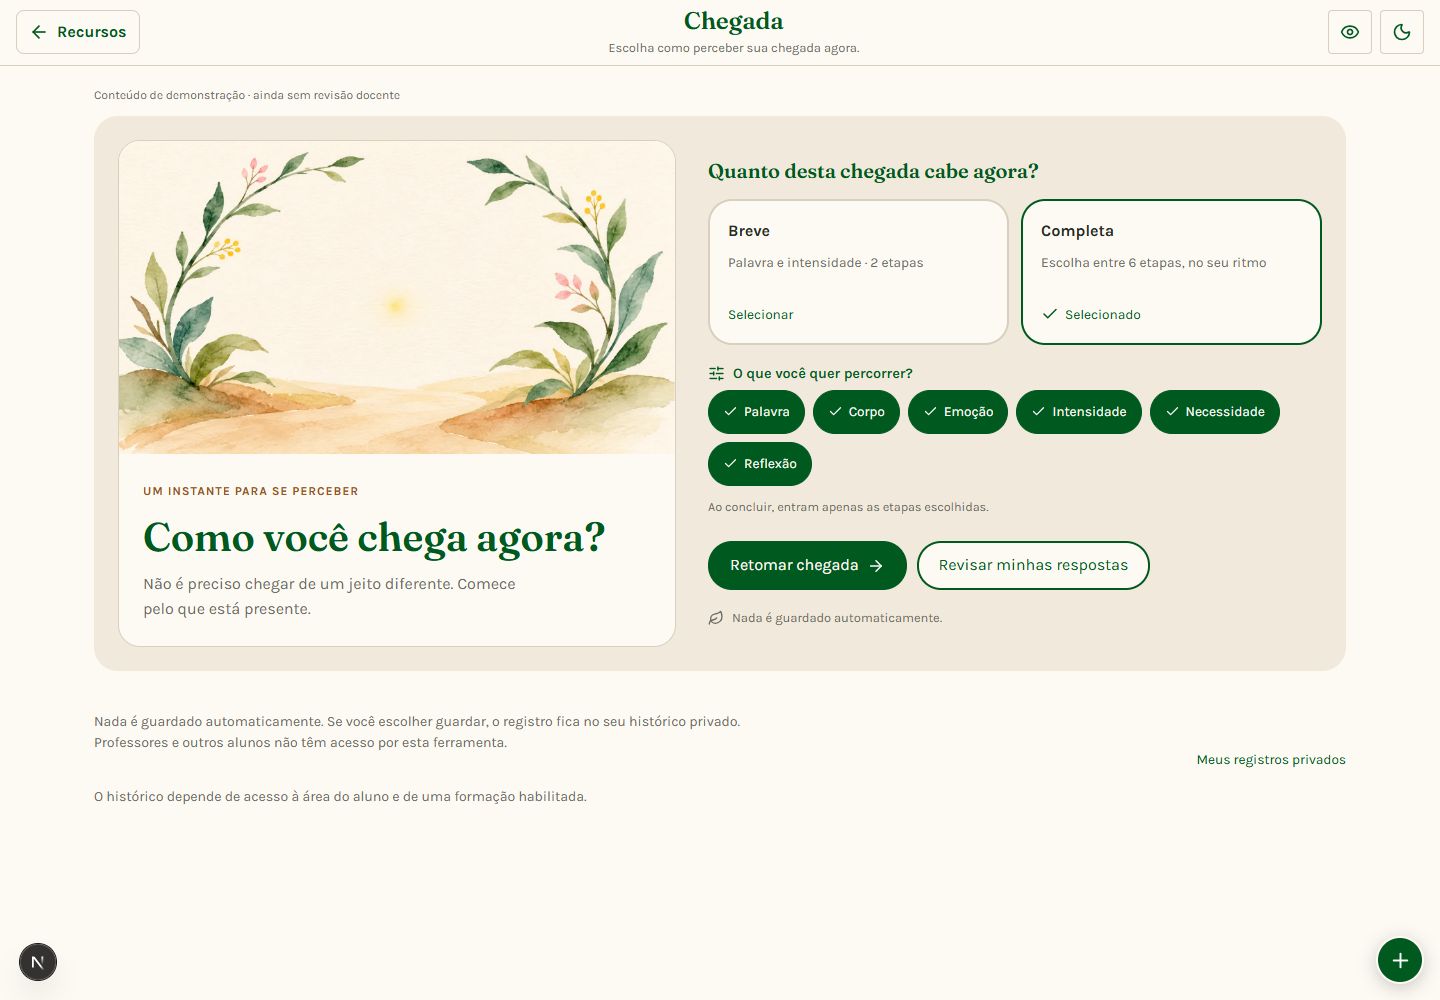 Recursos
Chegada
Escolha como perceber sua chegada agora.
Conteúdo de demonstração · ainda sem revisão docente
UM INSTANTE PARA SE PERCEBER
Como você chega agora?
Não é preciso chegar de um jeito diferente. Comece
pelo que está presente.
Quanto desta chegada cabe agora?
Breve
Palavra e intensidade · 2 etapas
Selecionar
Completa
Escolha entre 6 etapas, no seu ritmo
Selecionado
O que você quer percorrer?
Palavra
Corpo
Emoção
Intensidade
Necessidade
Reflexão
Ao concluir, entram apenas as etapas escolhidas.
Retomar chegada
Revisar minhas respostas
Nada é guardado automaticamente.
Nada é guardado automaticamente. Se você escolher guardar, o registro fica no seu histórico privado.
Professores e outros alunos não têm acesso por esta ferramenta.
Meus registros privados
O histórico depende de acesso à área do aluno e de uma formação habilitada.
N